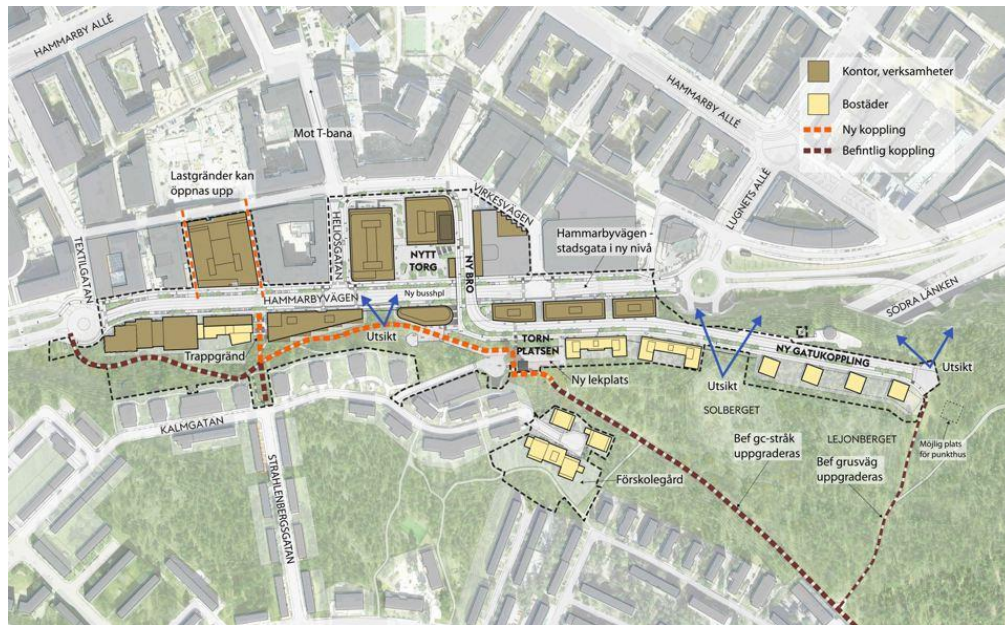 HAMMARBY ALLÉ
HAMMARBY ALLÉ
Kontor, verksamheter
Bostäder
Ny koppling
Befintlig koppling
Mot T-bana
Lastgränder kan
öppnas upp
TEXTILGATAN
HELIOSGATAN
VIRKESVÄGEN
HAMMARBY ALLÉ
LUGNETS ALLÉ
Hammarbyvägen -
stadsgata i ny nivå
NYTT
TORG
NY BRO
HAMMARBYVÄGEN
Ny busshpl
SÖDRA LÄNKEN
Trappgränd
Utsikt
TORN-
PLATSEN
NY GATUKOPPLING
Utsikt
Utsikt
Ny lekplats
SOLBERGET
KALMGATAN
STRAHLENBERGSGATAN
Bef gc-stråk
uppgraderas
LEJONBERGET
Möjlig plats
för punkthus
Bef grusväg
uppgraderas
Förskolegård